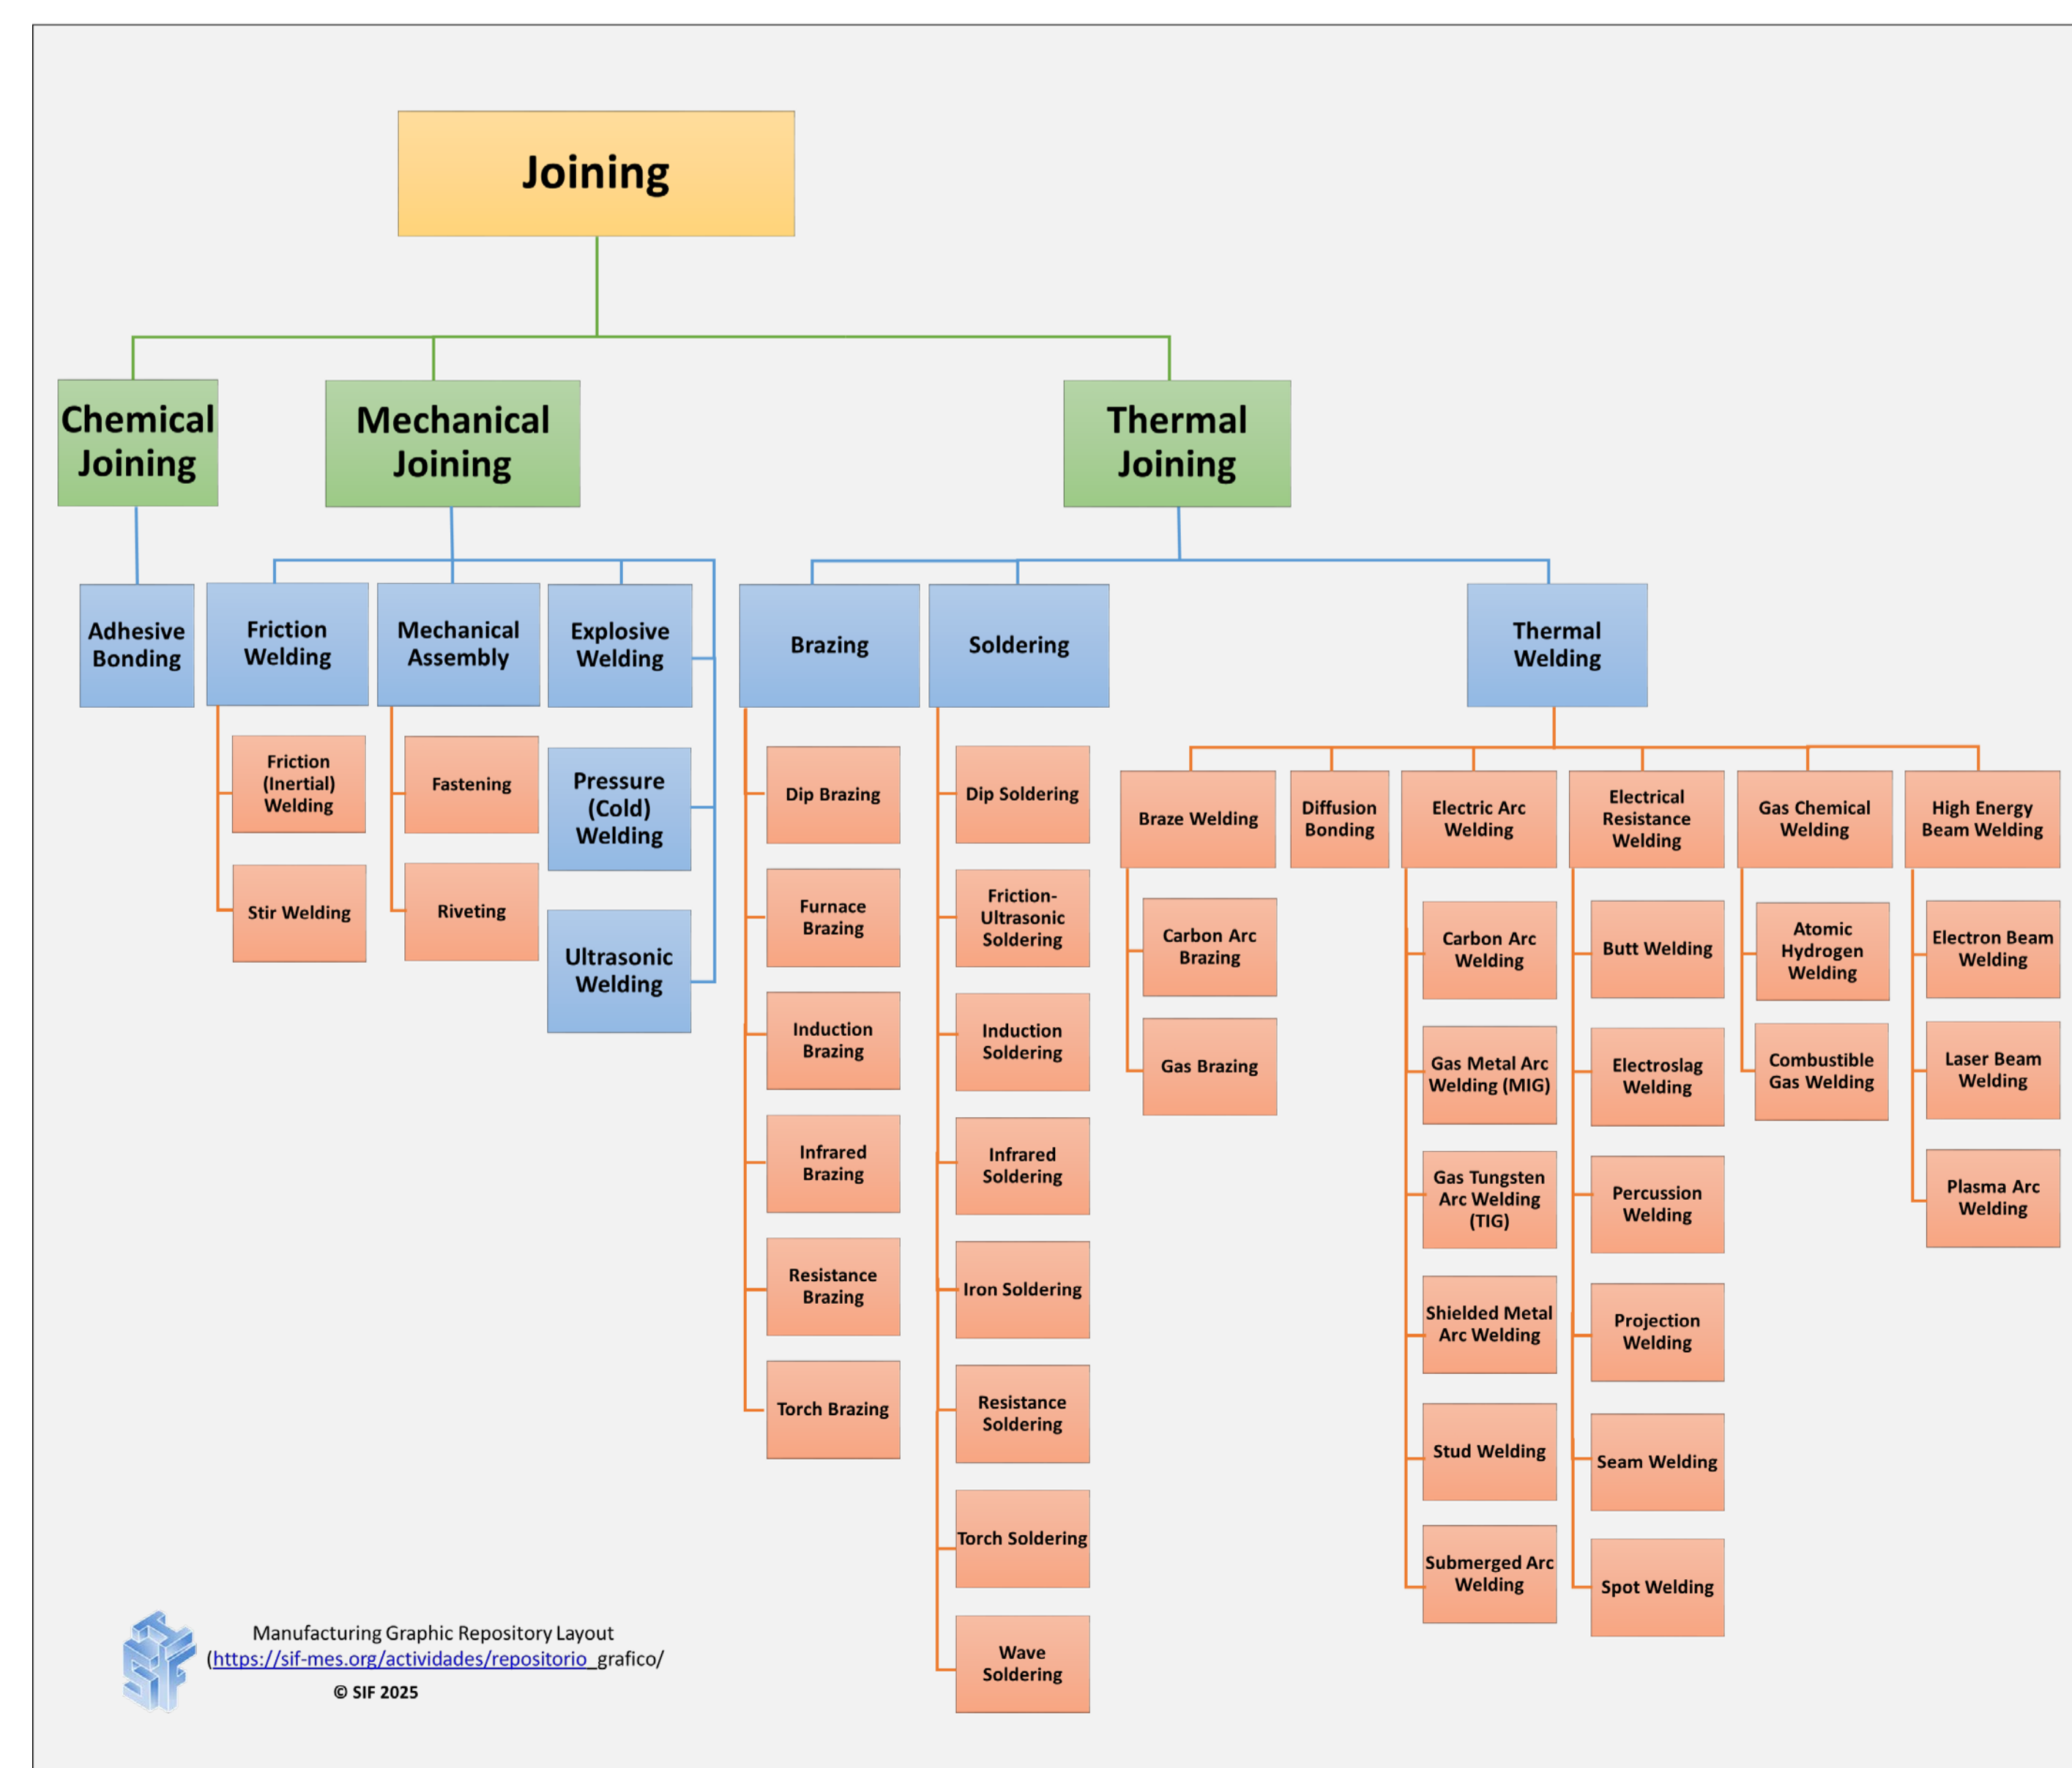 Joining
Chemical
Joining
Mechanical
Joining
Thermal
Joining
Adhesive
Bonding
Friction
Welding
Mechanical
Assembly
Explosive
Welding
Brazing
Soldering
Thermal
Welding
Friction
(Inertial)
Welding
Stir Welding
Fastening
Riveting
Pressure
(Cold)
Welding
Ultrasonic
Welding
Dip Brazing
Furnace
Brazing
Induction
Brazing
Infrared
Brazing
Resistance
Brazing
Torch Brazing
Dip Soldering
Friction-
Ultrasonic
Soldering
Induction
Soldering
Infrared
Soldering
Iron Soldering
Resistance
Soldering
Torch Soldering
Wave
Soldering
Braze Welding
Diffusion
Bonding
Electric Arc
Welding
Electrical
Resistance
Welding
Gas Chemical
Welding
High Energy
Beam Welding
Carbon Arc
Brazing
Gas Brazing
Carbon Arc
Welding
Gas Metal Arc
Welding (MIG)
Gas Tungsten
Arc Welding
(TIG)
Shielded Metal
Arc Welding
Stud Welding
Submerged Arc
Welding
Butt Welding
Electroslag
Welding
Percussion
Welding
Projection
Welding
Seam Welding
Spot Welding
Atomic
Hydrogen
Welding
Combustible
Gas Welding
Electron Beam
Welding
Laser Beam
Welding
Plasma Arc
Welding
SIF
Manufacturing Graphic Repository Layout
(https://sif-mes.org/actividades/repositorio_grafico/
© SIF 2025